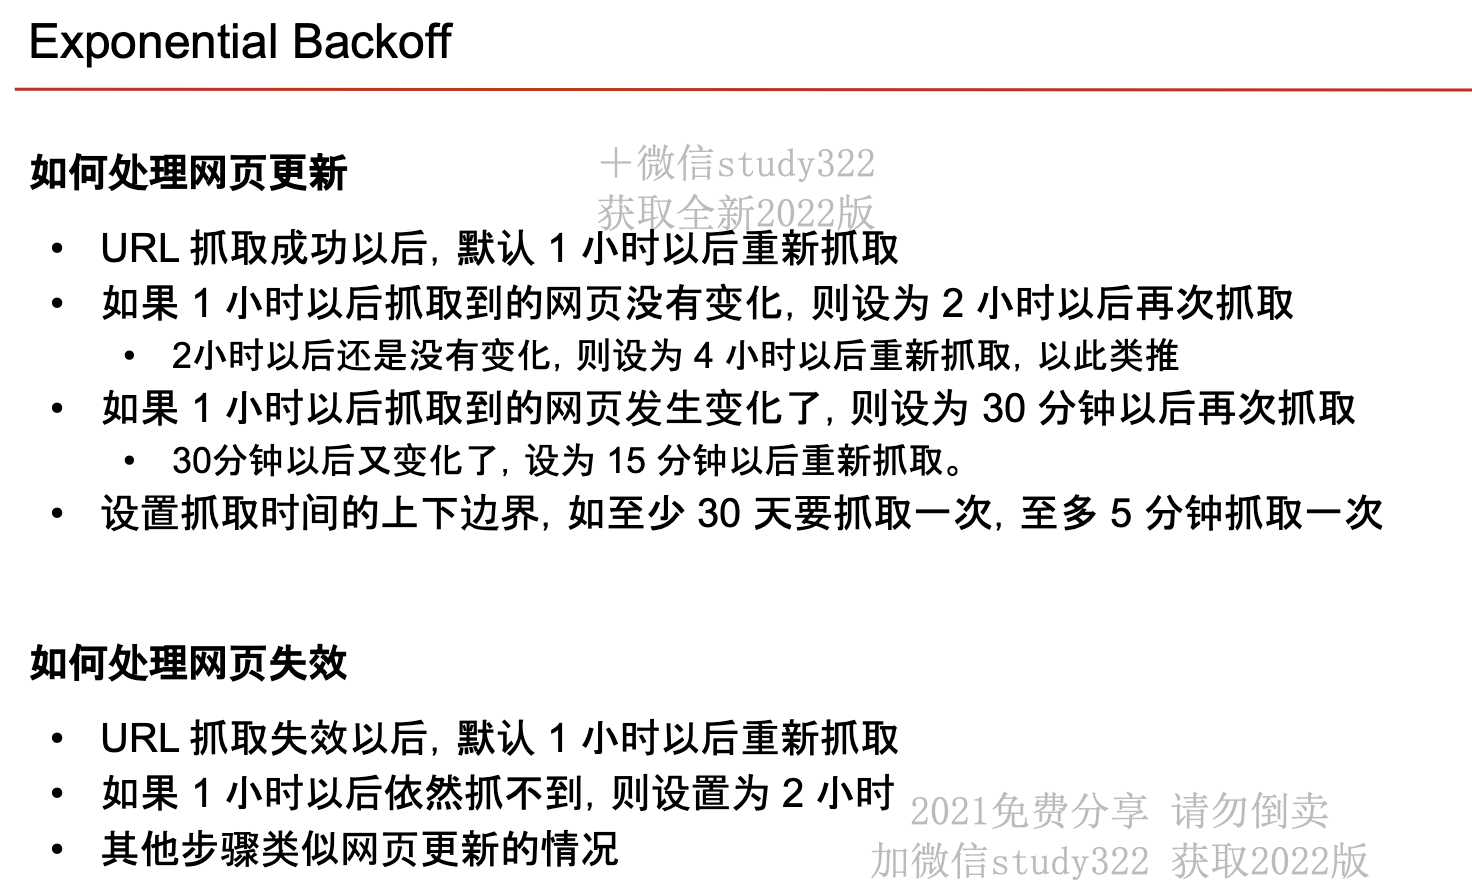 Exponential Backoff
如何处理网页更新
+微信study322
获取全新2022版
• URL 抓取成功以后, 默认 1 小时以后重新抓取
• 如果 1 小时以后抓取到的网页没有变化, 则设为 2 小时以后再次抓取
• 2小时以后还是没有变化, 则设为 4 小时以后重新抓取, 以此类推
• 如果 1 小时以后抓取到的网页发生变化了, 则设为 30 分钟以后再次抓取
• 30分钟以后又变化了, 设为 15 分钟以后重新抓取。
• 设置抓取时间的上下边界, 如至少 30 天要抓取一次, 至多 5 分钟抓取一次
如何处理网页失效
• URL 抓取失效以后, 默认 1 小时以后重新抓取
• 如果 1 小时以后依然抓不到, 则设置为 2 小时
• 其他步骤类似网页更新的情况
2021免费分享 请勿倒卖
加微信study322 获取2022版